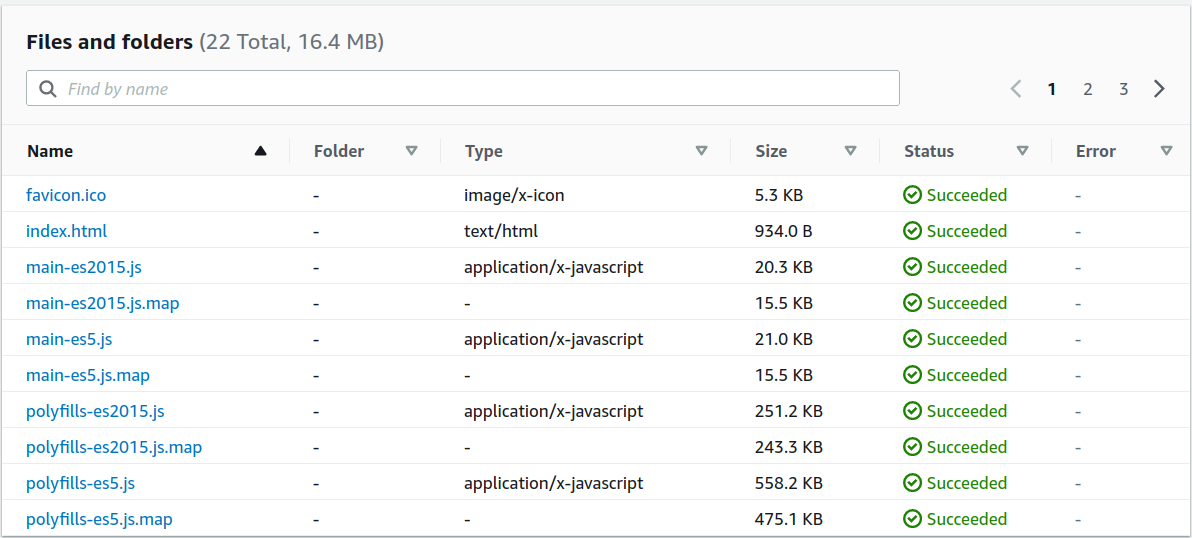 Files and folders (22 Total, 16.4 MB)
Find by name 1 2 3
Name Folder Type Size Status Error
favicon.ico - image/x-icon 5.3 KB Succeeded -
index.html - text/html 934.0 B Succeeded -
main-es2015.js - application/x-javascript 20.3 KB Succeeded -
main-es2015.js.map - - 15.5 KB Succeeded -
main-es5.js - application/x-javascript 21.0 KB Succeeded -
main-es5.js.map - - 15.5 KB Succeeded -
polyfills-es2015.js - application/x-javascript 251.2 KB Succeeded -
polyfills-es2015.js.map - - 243.3 KB Succeeded -
polyfills-es5.js - application/x-javascript 558.2 KB Succeeded -
polyfills-es5.js.map - - 475.1 KB Succeeded -